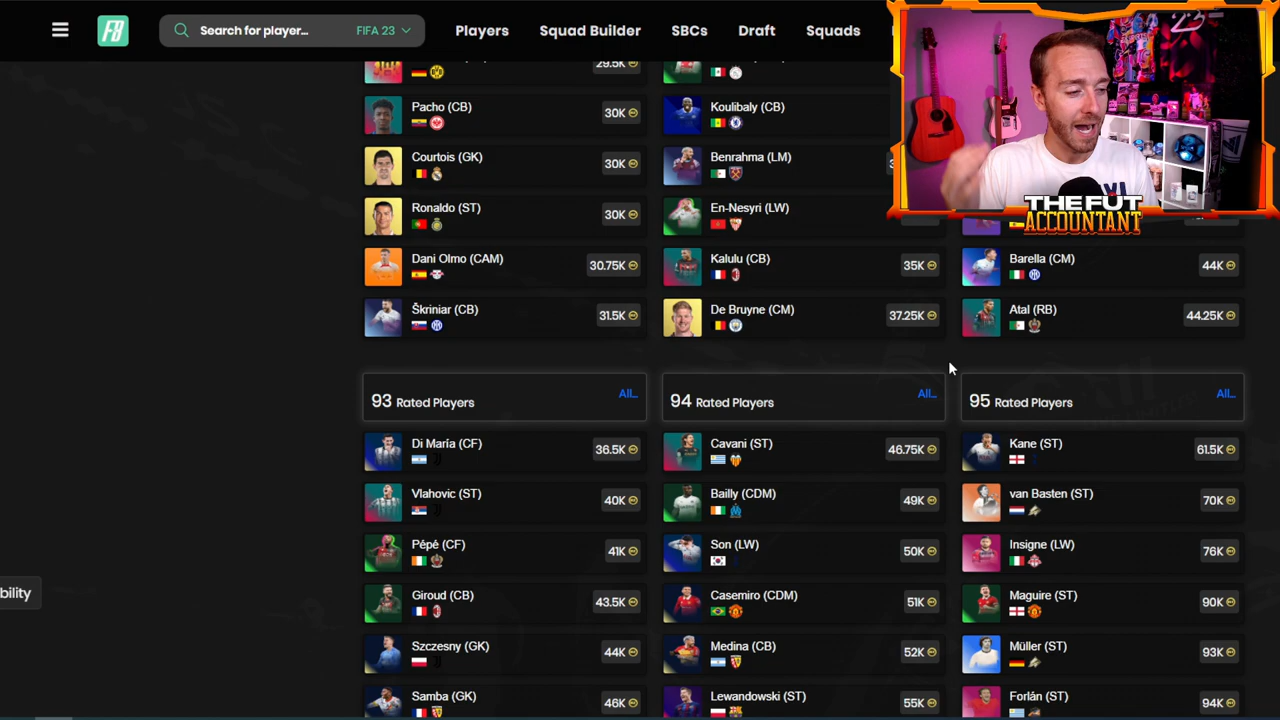 Search for player... FIFA 23 Players Squad Builder SBCs Draft Squads
29.5K
Pacho (CB) 30K Koulibaly (CB)
Courtois (GK) 30K Benrahma (LM)
Ronaldo (ST) 30K En-Nesyri (LW)
THE FUT
ACCOUNTANT
Dani Olmo (CAM) 30.75K Kalulu (CB) 35K Barella (CM) 44K
Škriniar (CB) 31.5K De Bruyne (CM) 37.25K Atal (RB) 44.25K
93 Rated Players All... 94 Rated Players All... 95 Rated Players All...
Di María (CF) 36.5K Cavani (ST) 46.75K Kane (ST) 61.5K
Vlahovic (ST) 40K Bailly (CDM) 49K van Basten (ST) 70K
Pépé (CF) 41K Son (LW) 50K Insigne (LW) 76K
bility
Giroud (CB) 43.5K Casemiro (CDM) 51K Maguire (ST) 90K
Szczesny (GK) 44K Medina (CB) 52K Müller (ST) 93K
Samba (GK) 46K Lewandowski (ST) 55K Forlán (ST) 94K